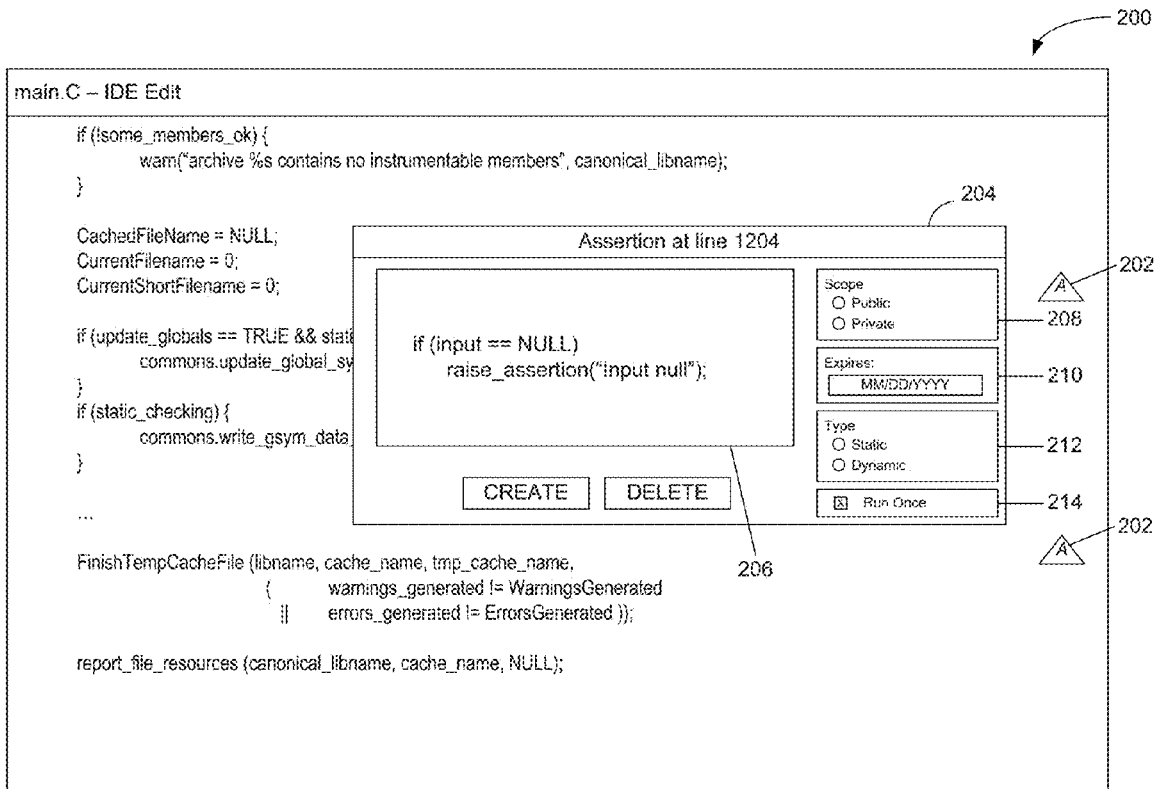 200
main.C – IDE Edit
if (!some_members_ok) {
warn("archive %s contains no instrumentable members", canonical_libname);
}
204
CachedFileName = NULL;
Assertion at line 1204
CurrentFilename = 0;
CurrentShortFilename = 0;
Scope
Public
Private
A
202
208
if (update_globals == TRUE && stati
commons.update_global_sy
}
if (input == NULL)
raise_assertion("input null");
Expires:
MM/DD/YYYY
210
if (static_checking) {
commons.write_gsym_data_
}
Type
Static
Dynamic
212
CREATE
DELETE
X Run Once
214
...
206
A
202
FinishTempCacheFile (libname, cache_name, tmp_cache_name,
( warnings_generated != WarningsGenerated
|| errors_generated != ErrorsGenerated ));
report_file_resources (canonical_libname, cache_name, NULL);